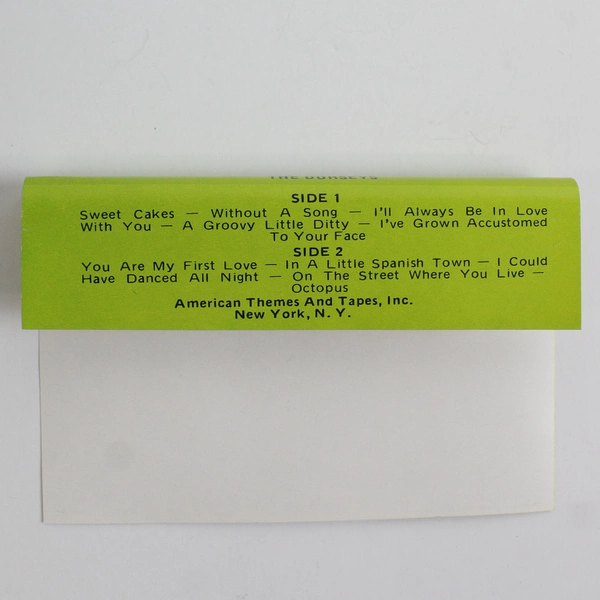 THE DORSEYS
SIDE 1
Sweet Cakes — Without A Song — I'll Always Be In Love
With You — A Groovy Little Ditty — I've Grown Accustomed
To Your Face
SIDE 2
You Are My First Love — In A Little Spanish Town — I Could
Have Danced All Night — On The Street Where You Live —
Octopus
American Themes And Tapes, Inc.
New York, N. Y.